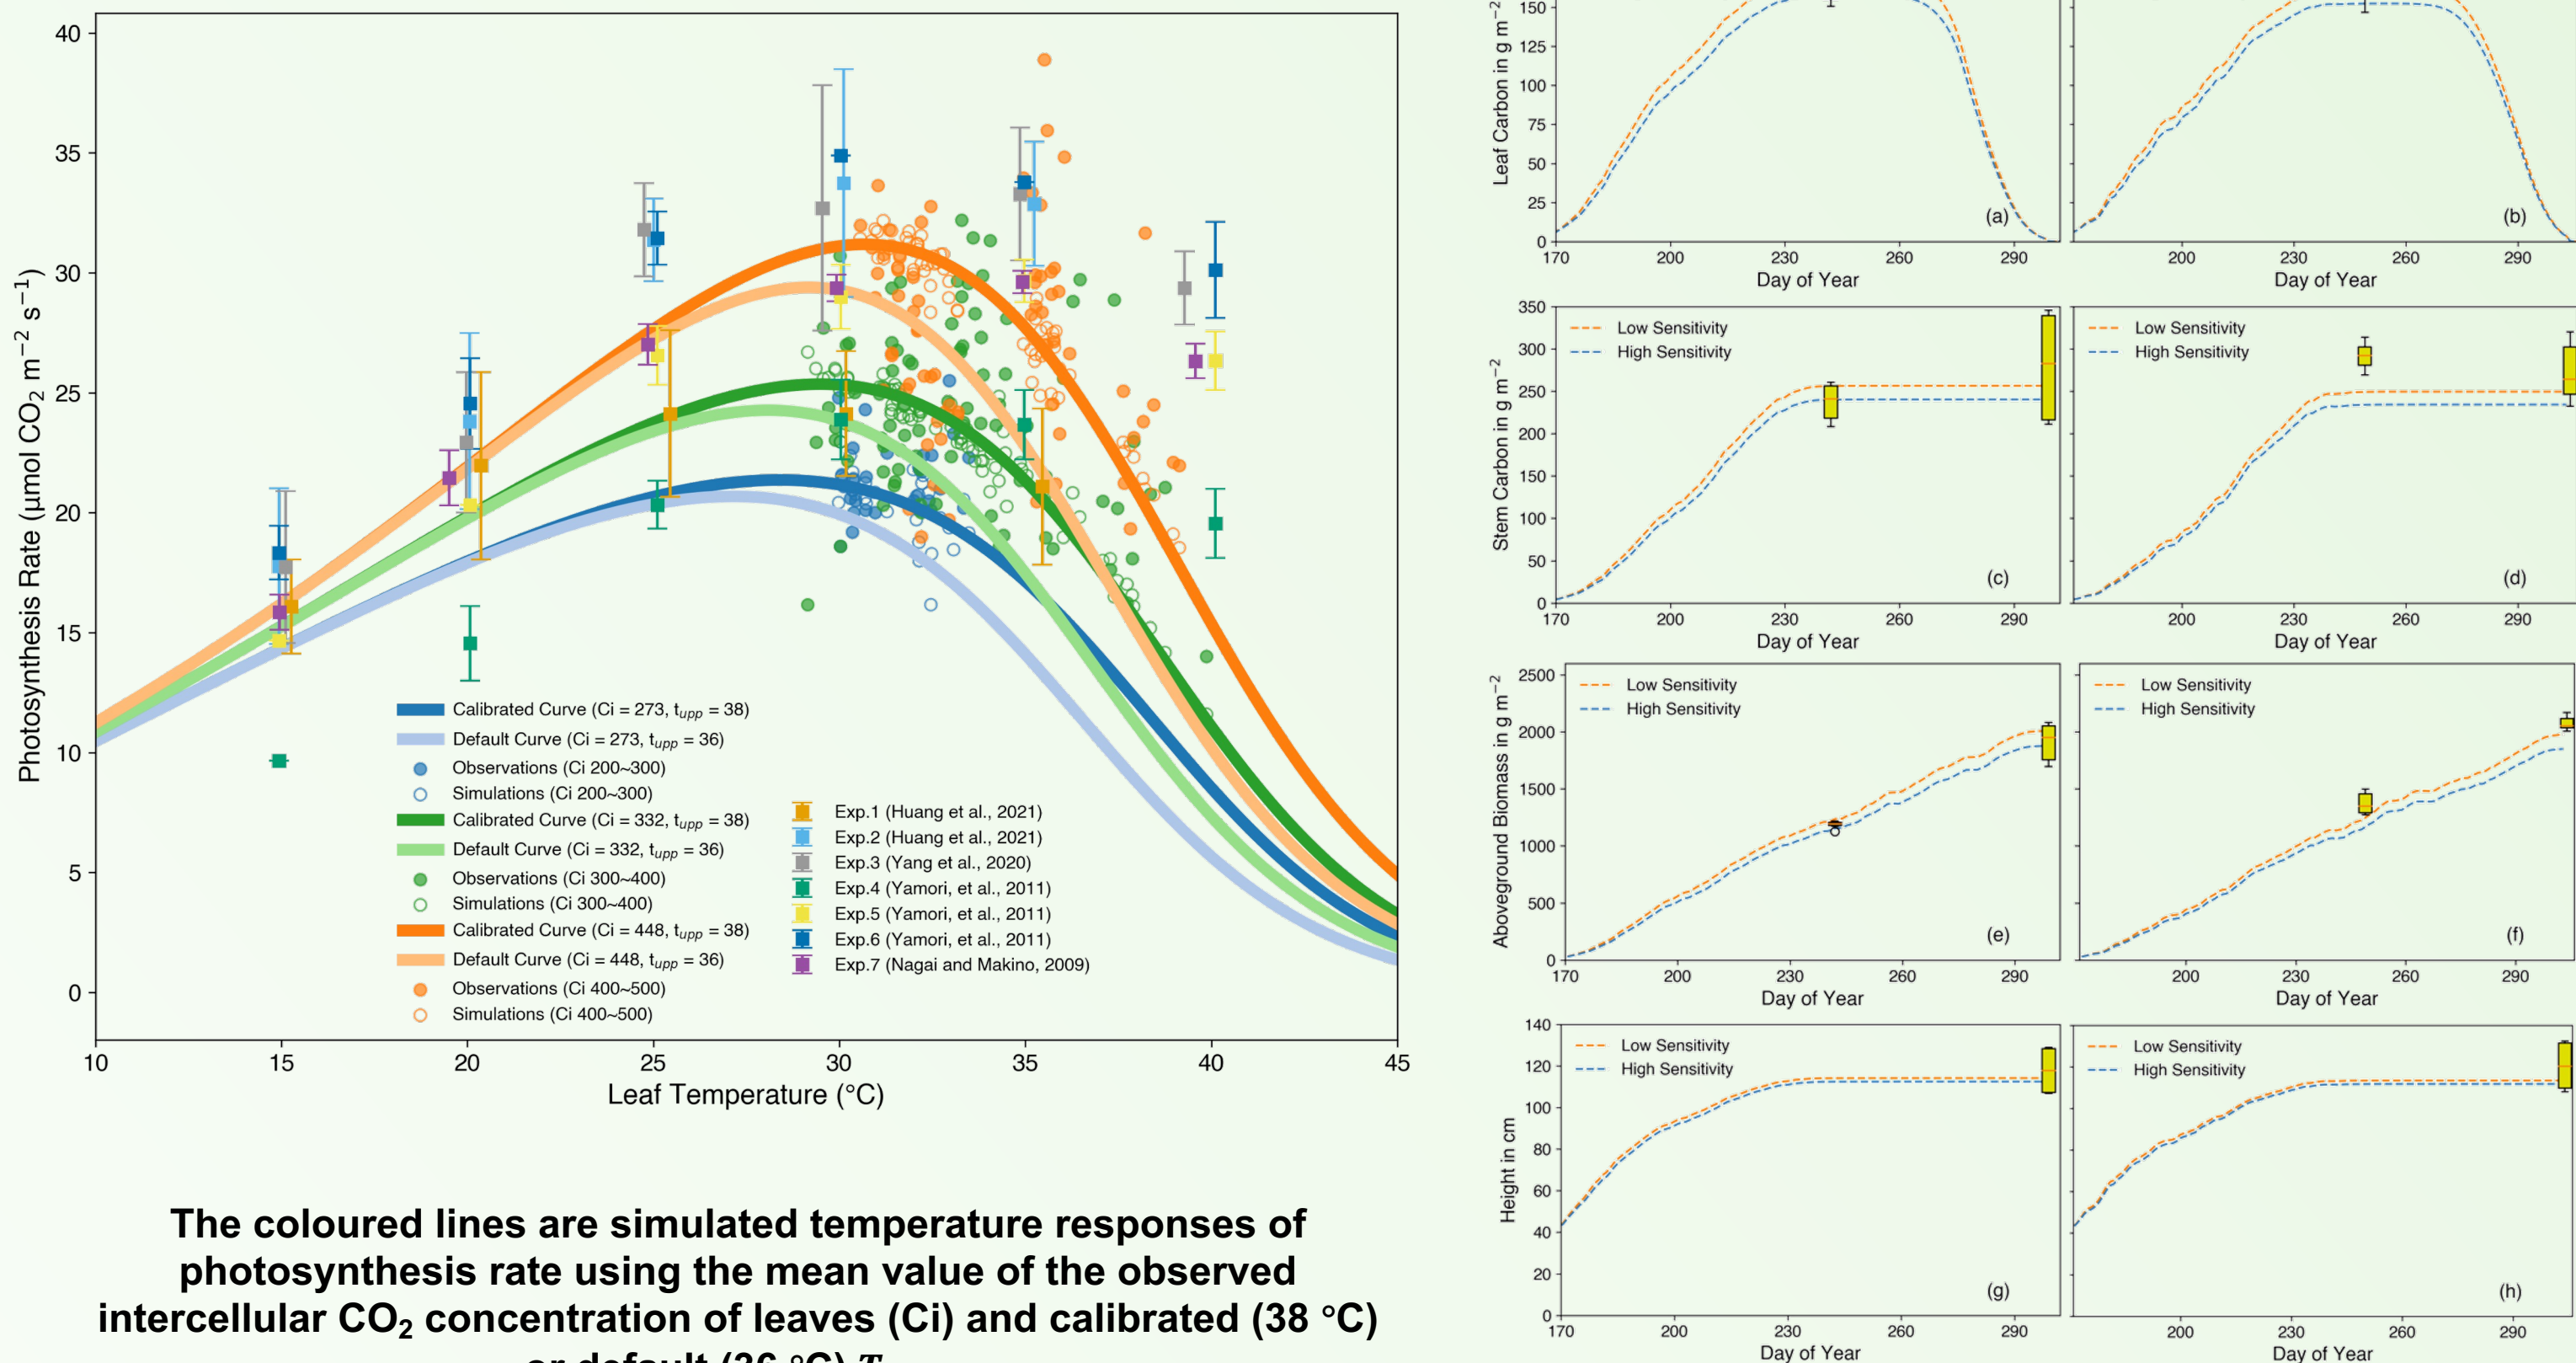 40
35
30
25
20
15
10
5
0
Photosynthesis Rate (µmol CO₂ m⁻² s⁻¹)
Calibrated Curve (Ci = 273, tᵤₚₚ = 38)
Default Curve (Ci = 273, tᵤₚₚ = 36)
Observations (Ci 200~300)
Simulations (Ci 200~300)
Calibrated Curve (Ci = 332, tᵤₚₚ = 38)
Default Curve (Ci = 332, tᵤₚₚ = 36)
Observations (Ci 300~400)
Simulations (Ci 300~400)
Calibrated Curve (Ci = 448, tᵤₚₚ = 38)
Default Curve (Ci = 448, tᵤₚₚ = 36)
Observations (Ci 400~500)
Simulations (Ci 400~500)
Exp.1 (Huang et al., 2021)
Exp.2 (Huang et al., 2021)
Exp.3 (Yang et al., 2020)
Exp.4 (Yamori, et al., 2011)
Exp.5 (Yamori, et al., 2011)
Exp.6 (Yamori, et al., 2011)
Exp.7 (Nagai and Makino, 2009)
10 15 20 25 30 35 40 45
Leaf Temperature (°C)
The coloured lines are simulated temperature responses of
photosynthesis rate using the mean value of the observed
intercellular CO₂ concentration of leaves (Ci) and calibrated (38 °C)
or default (36 °C) T
Leaf Carbon in g m⁻²
150
125
100
75
50
25
0
(a)
170 200 230 260 290
Day of Year
(b)
200 230 260 290
Day of Year
Stem Carbon in g m⁻²
350
300
250
200
150
100
50
0
Low Sensitivity
High Sensitivity
(c)
170 200 230 260 290
Day of Year
Low Sensitivity
High Sensitivity
(d)
200 230 260 290
Day of Year
Aboveground Biomass in g m⁻²
2500
2000
1500
1000
500
0
Low Sensitivity
High Sensitivity
(e)
170 200 230 260 290
Day of Year
Low Sensitivity
High Sensitivity
(f)
200 230 260 290
Day of Year
Height in cm
140
120
100
80
60
40
20
0
Low Sensitivity
High Sensitivity
(g)
170 200 230 260 290
Day of Year
Low Sensitivity
High Sensitivity
(h)
200 230 260 290
Day of Year